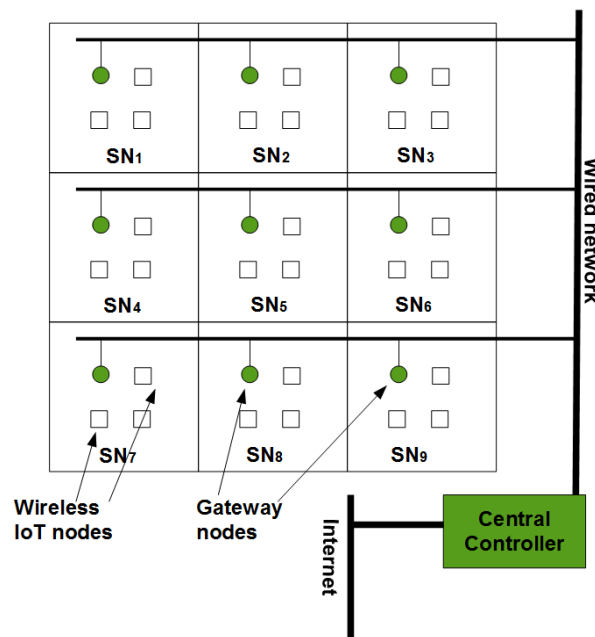 SN1
SN2
SN3
Wired network
SN4
SN5
SN6
SN7
SN8
SN9
Wireless
IoT nodes
Gateway
nodes
Internet
Central
Controller